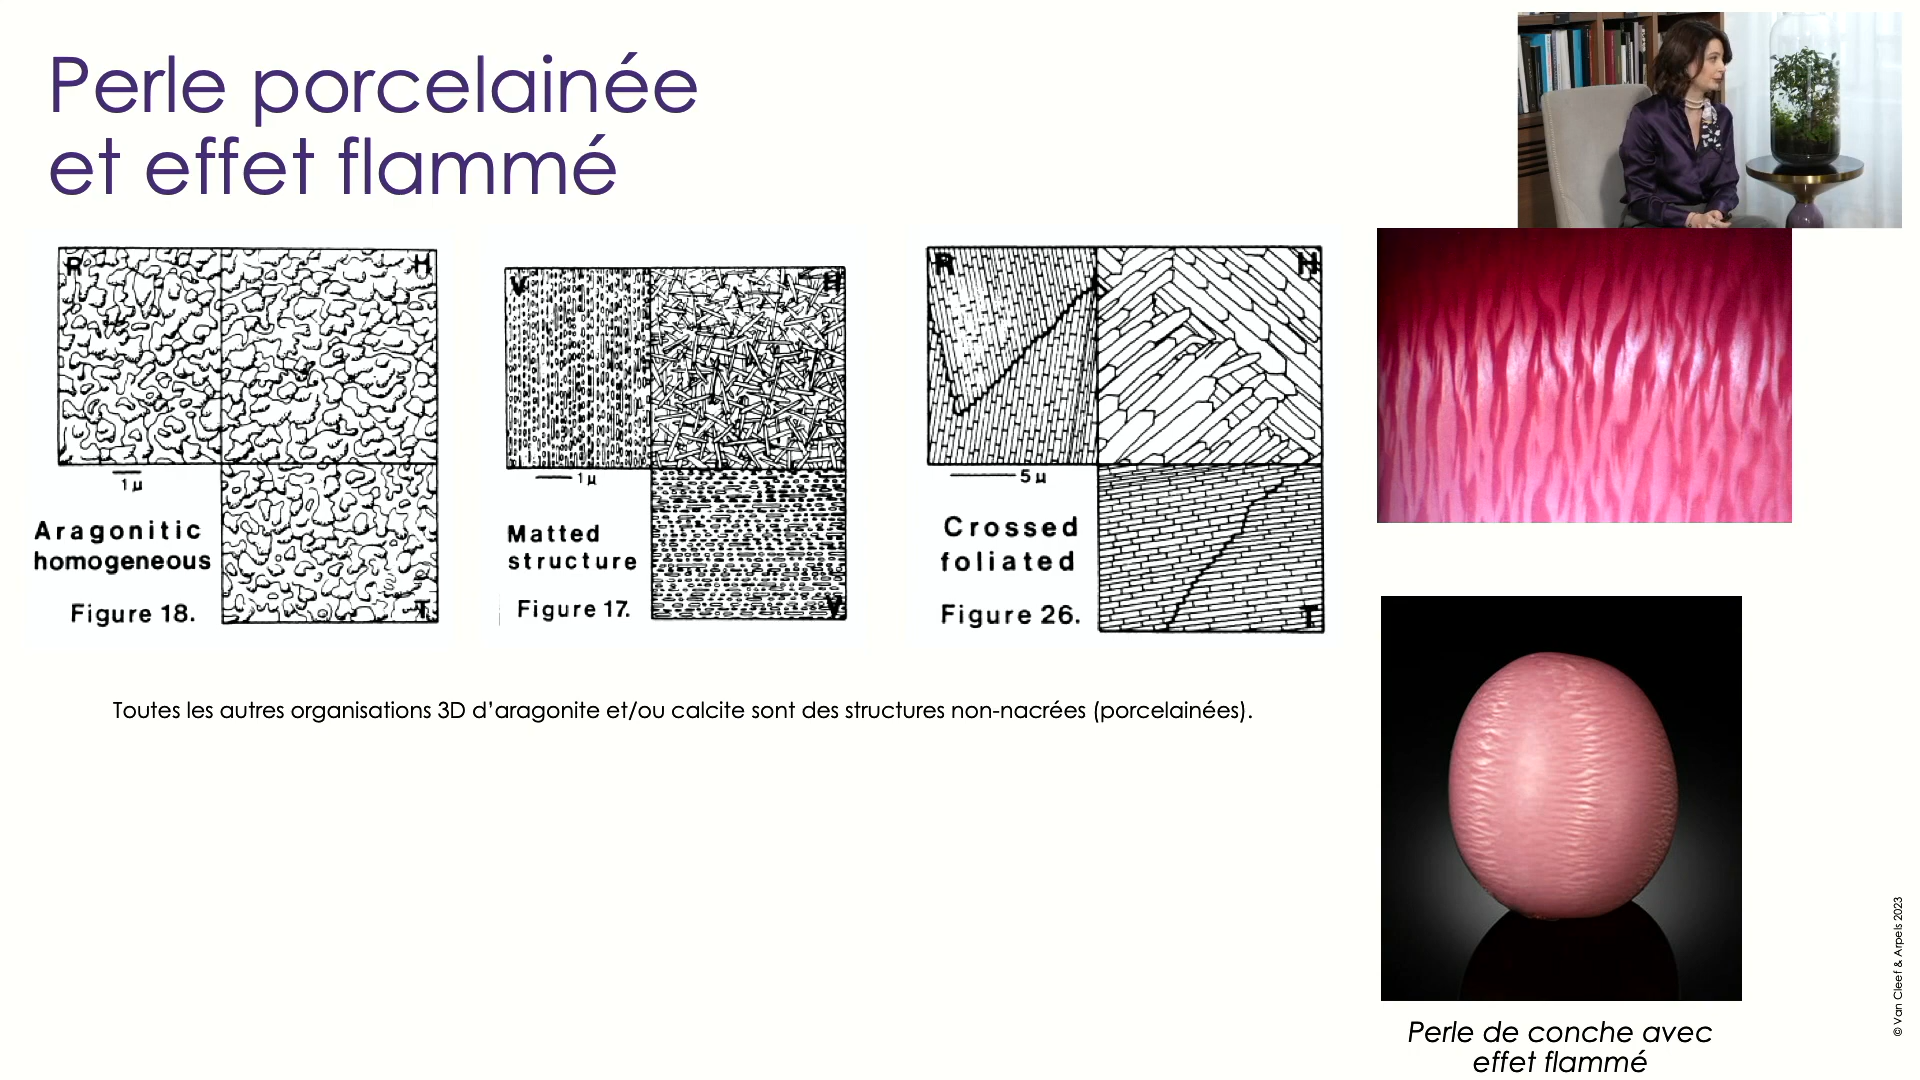 Perle porcelainée
et effet flammé
R H
1 μ
Aragonitic
homogeneous
Figure 18.
T
V H
1 μ
Matted
structure
Figure 17.
V
R H
5 μ
Crossed
foliated
Figure 26.
T
Toutes les autres organisations 3D d’aragonite et/ou calcite sont des structures non-nacrées (porcelainées).
Perle de conche avec
effet flammé
© Van Cleef & Arpels 2023